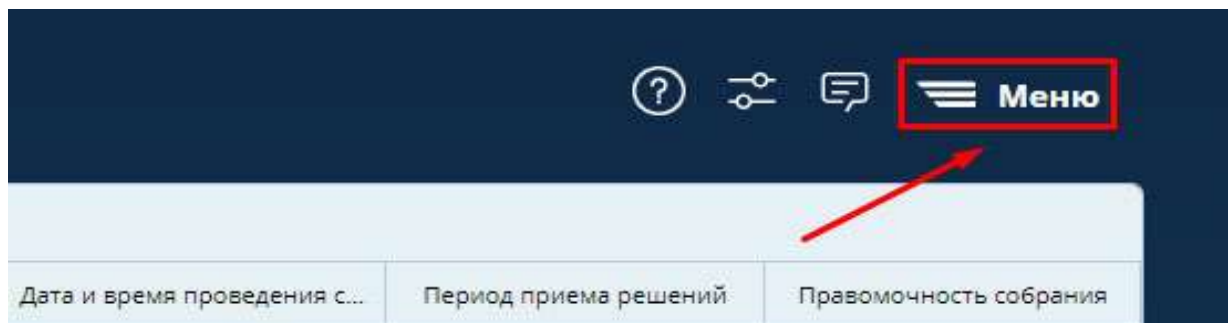 Меню
Дата и время проведения с... Период приема решений Правомочность собрания